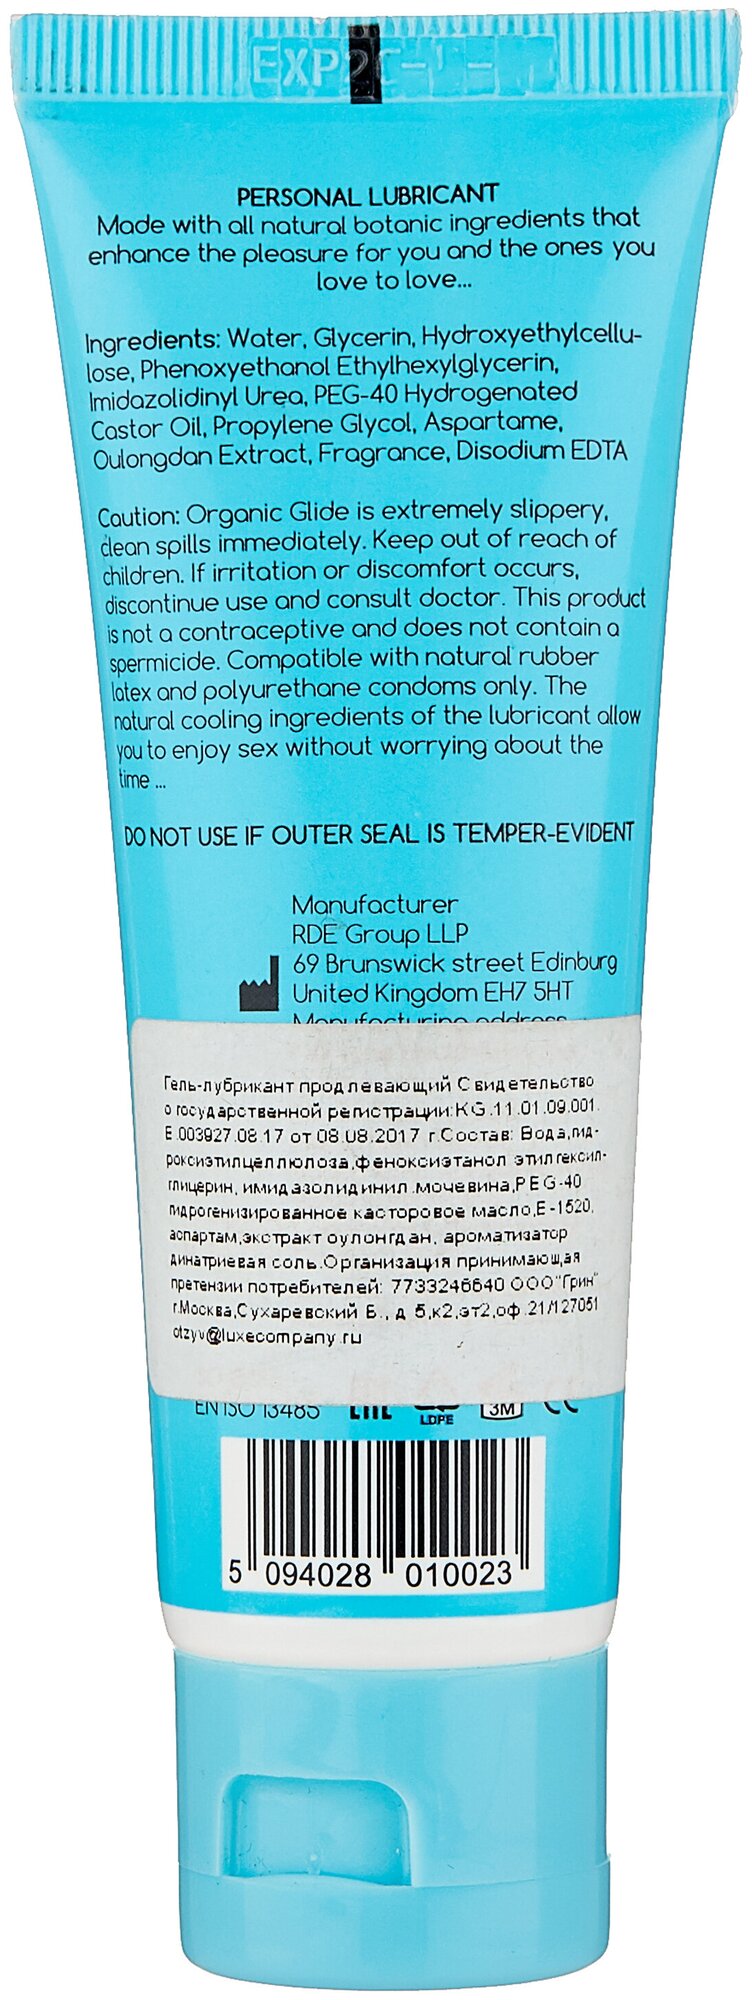 PERSONAL LUBRICANT
Made with all natural botanic ingredients that
enhance the pleasure for you and the ones you
love to love...
Ingredients: Water, Glycerin, Hydroxyethylcellu-
lose, Phenoxyethanol Ethylhexylglycerin,
Imidazolidinyl Urea, PEG-40 Hydrogenated
Castor Oil, Propylene Glycol, Aspartame,
Oulongdan Extract, Fragrance, Disodium EDTA
Caution: Organic Glide is extremely slippery,
clean spills immediately. Keep out of reach of
children. If irritation or discomfort occurs,
discontinue use and consult doctor. This product
is not a contraceptive and does not contain a
spermicide. Compatible with natural rubber
latex and polyurethane condoms only. The
natural cooling ingredients of the lubricant allow
you to enjoy sex without worrying about the
time ...
DO NOT USE IF OUTER SEAL IS TEMPER-EVIDENT
Manufacturer
RDE Group LLP
69 Brunswick street Edinburg
United Kingdom EH7 5HT
Manufacturing address
Гель-лубрикант продлевающий Свидетельство
о государственной регистрации:KG.11.01.09.001.
E.003927.08.17 от 08.08.2017 г.Состав: Вода,гид-
роксиэтилцеллюлоза,феноксиэтанол этилгексил-
глицерин, имидазолидинил .мочевина,PEG-40
гидрогенизированное касторовое масло,E-1520,
аспартам,экстракт оулонгдан, ароматизатор
динатриевая соль.Организация принимающая
претензии потребителей: 7733246640 ООО"Грин"
г.Москва,Сухаревский Б., д 5,к2,эт2,оф.21/127051
otzyv@luxecompany.ru
EN ISO 13485 EAC LDPE 3M CE
5 094028 010023